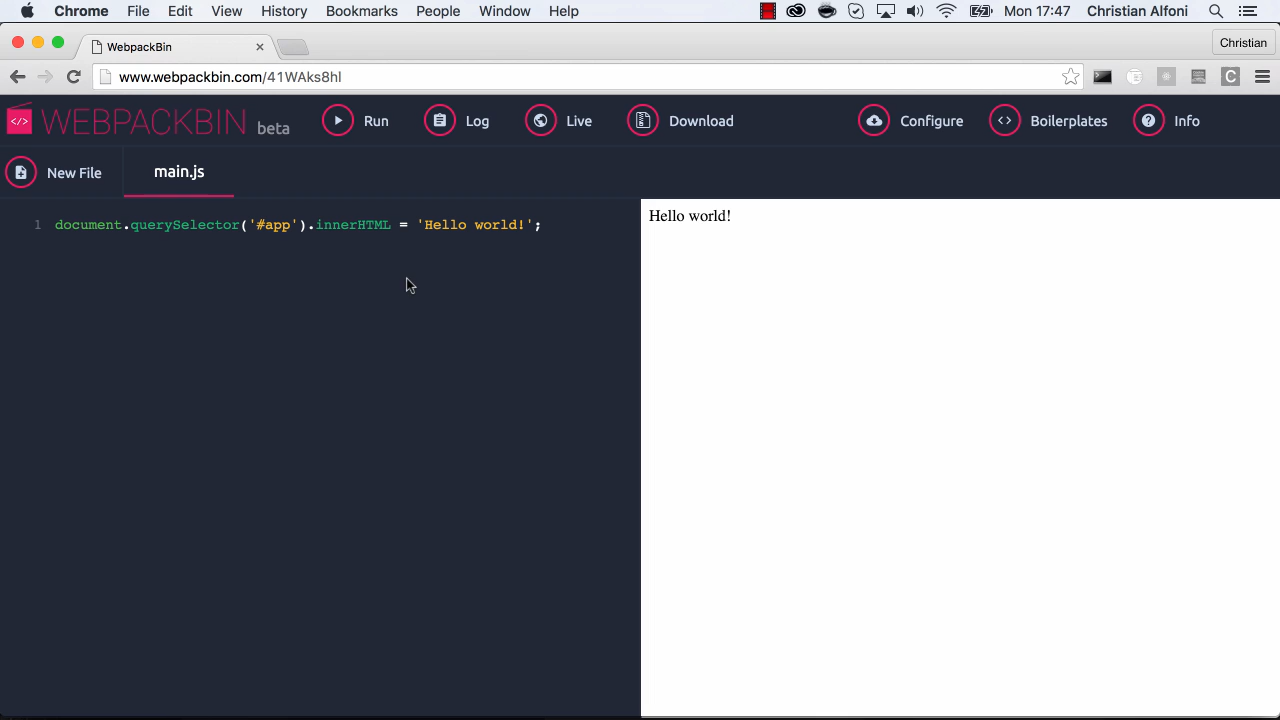 Chrome File Edit View History Bookmarks People Window Help Mon 17:47 Christian Alfoni
WebpackBin Christian
www.webpackbin.com/41WAks8hl
WEBPACKBIN beta Run Log Live Download Configure Boilerplates Info
New File main.js
1 document.querySelector('#app').innerHTML = 'Hello world!';
Hello world!